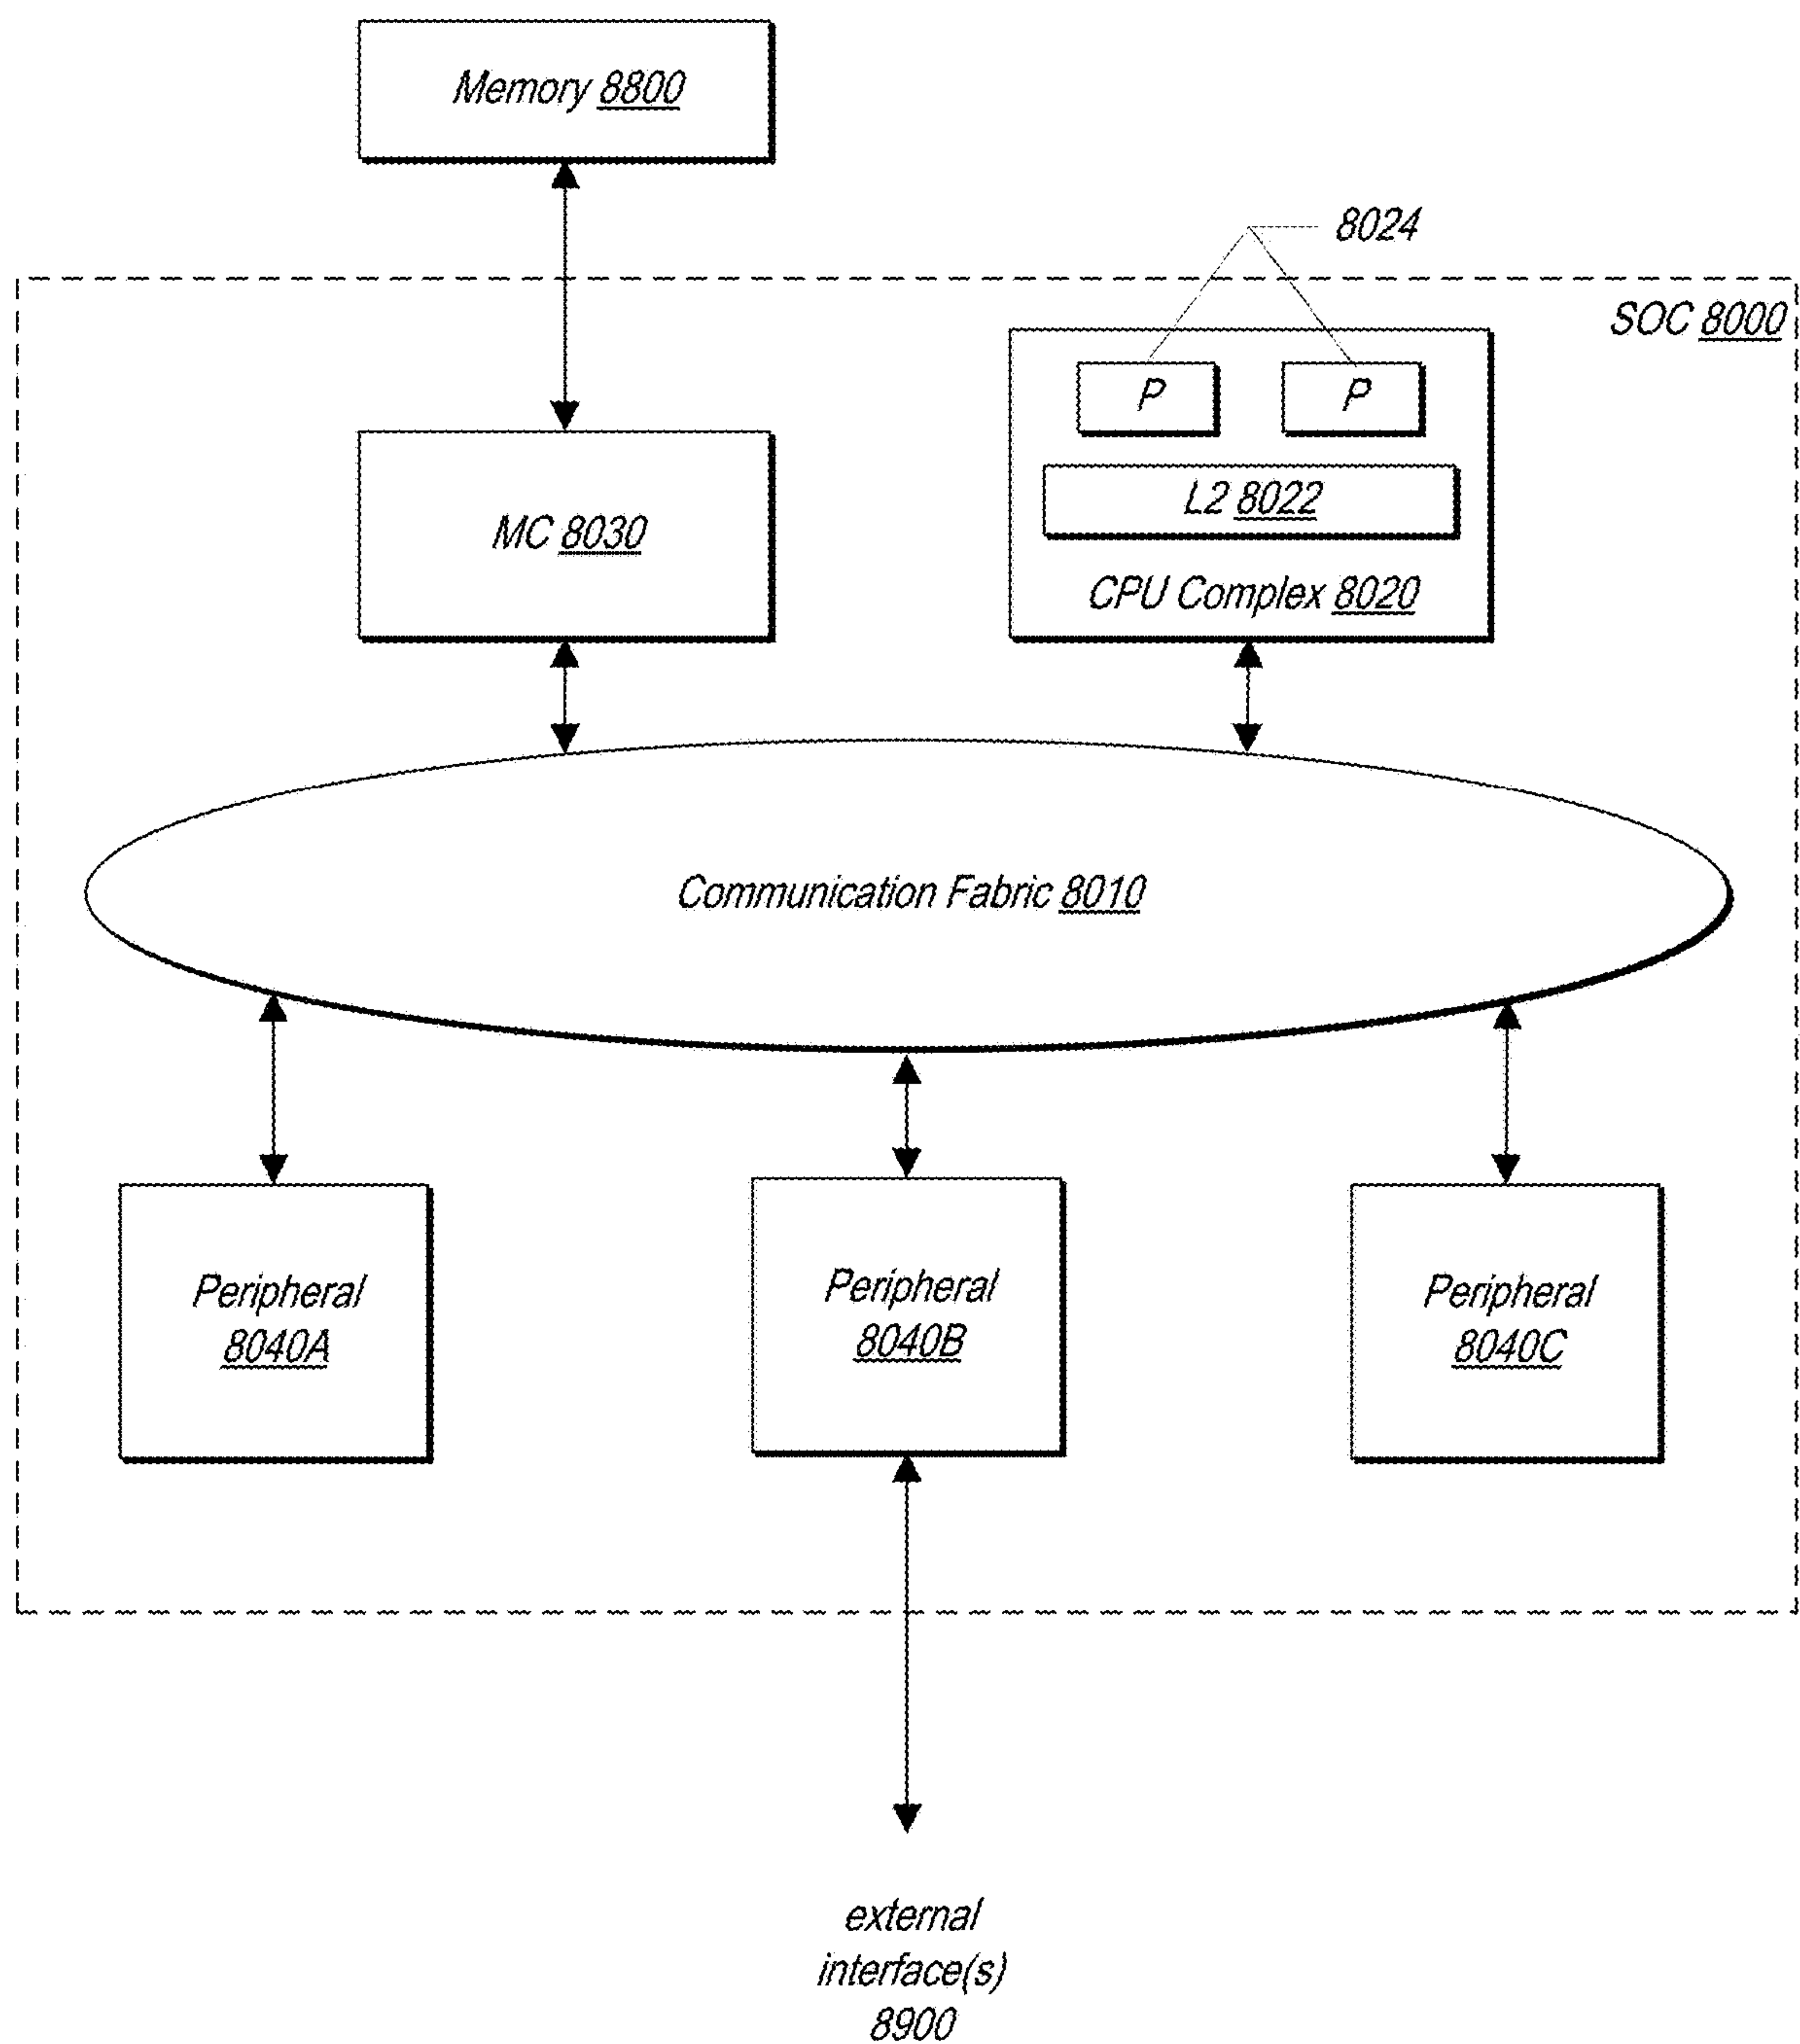 Memory 8800
8024
SOC 8000
P P
L2 8022
MC 8030
CPU Complex 8020
Communication Fabric 8010
Peripheral
8040A
Peripheral
8040B
Peripheral
8040C
external
interface(s)
8900